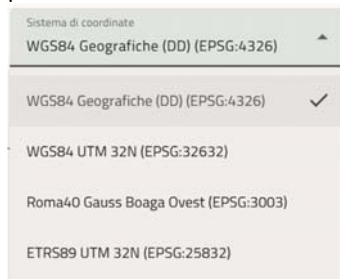 Sistema di coordinate
WGS84 Geografiche (DD) (EPSG:4326)
WGS84 Geografiche (DD) (EPSG:4326)
WGS84 UTM 32N (EPSG:32632)
Roma40 Gauss Boaga Ovest (EPSG:3003)
ETRS89 UTM 32N (EPSG:25832)